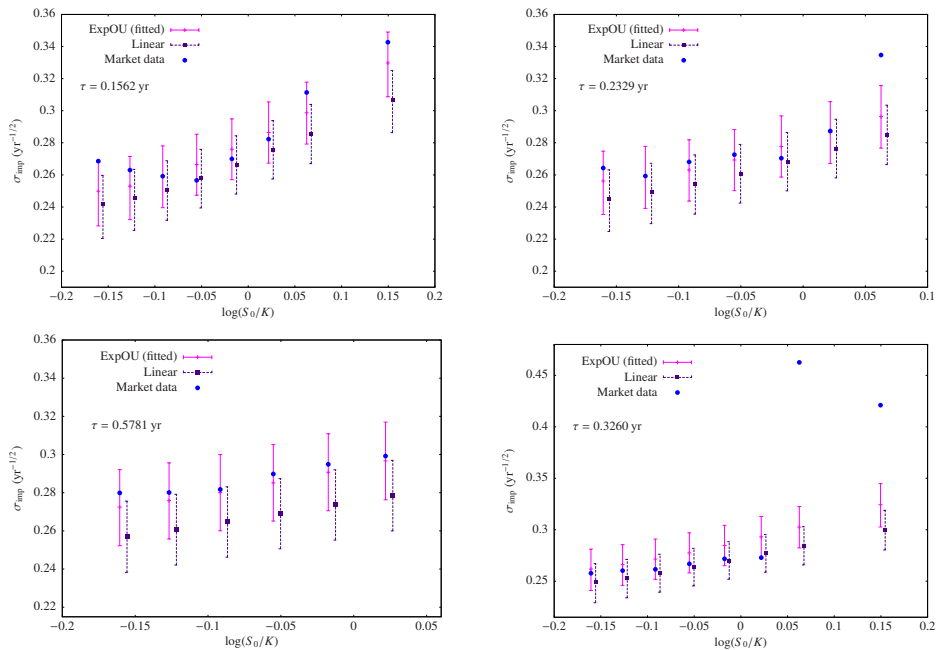 0.36
0.34
0.32
0.3
0.28
0.26
0.24
0.22
0.2
σimp (yr−1/2)
ExpOU (fitted)
Linear
Market data
τ = 0.1562 yr
−0.2 −0.15 −0.1 −0.05 0 0.05 0.1 0.15 0.2
log(S0/K)
0.36
0.34
0.32
0.3
0.28
0.26
0.24
0.22
0.2
σimp (yr−1/2)
ExpOU (fitted)
Linear
Market data
τ = 0.2329 yr
−0.2 −0.15 −0.1 −0.05 0 0.05 0.1
log(S0/K)
0.36
0.34
0.32
0.3
0.28
0.26
0.24
0.22
σimp (yr−1/2)
ExpOU (fitted)
Linear
Market data
τ = 0.5781 yr
−0.2 −0.15 −0.1 −0.05 0 0.05
log(S0/K)
0.45
0.4
0.35
0.3
0.25
σimp (yr−1/2)
ExpOU (fitted)
Linear
Market data
τ = 0.3260 yr
−0.2 −0.15 −0.1 −0.05 0 0.05 0.1 0.15 0.2
log(S0/K)